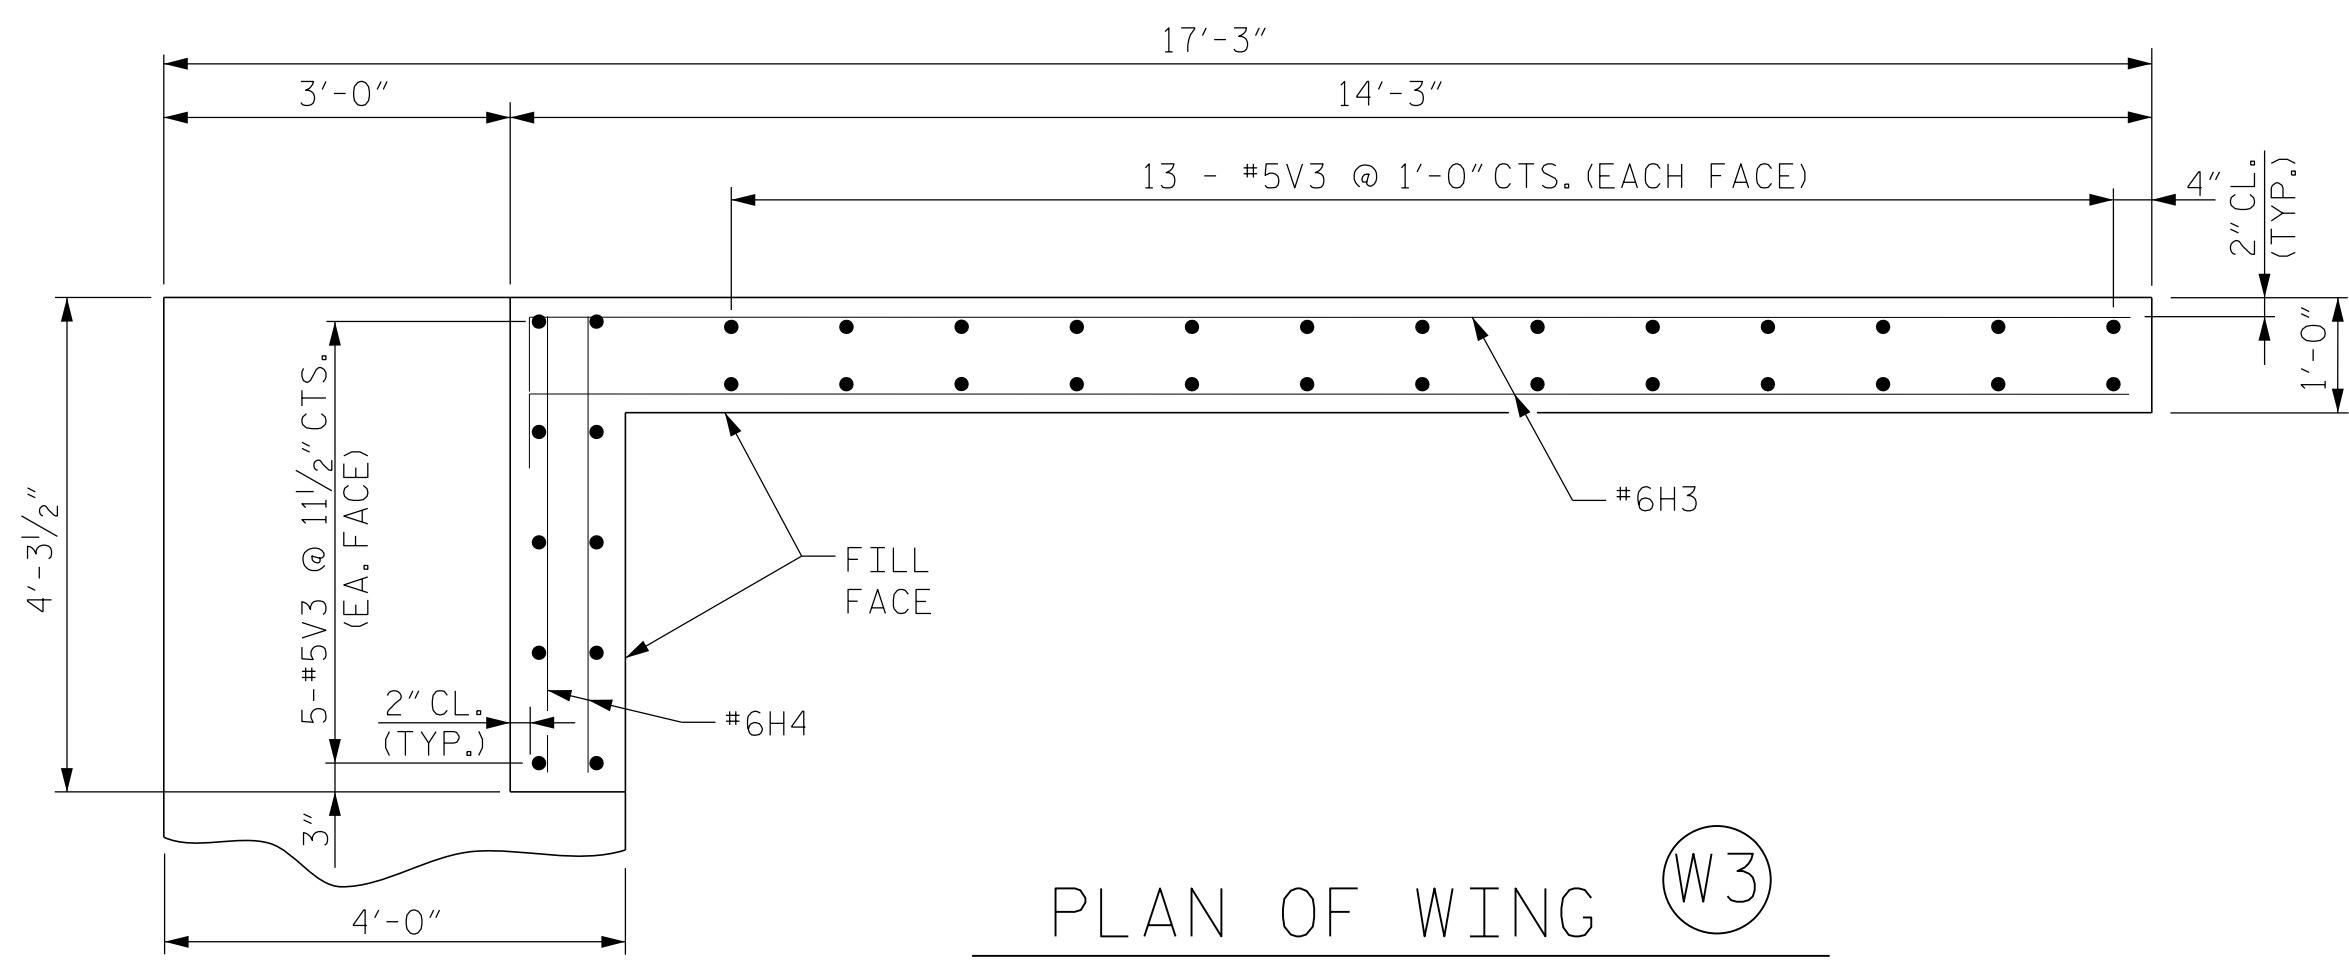 17'-3"
3'-0"
14'-3"
13 - #5V3 @ 1'-0"CTS.(EACH FACE)
4"
2"CL.
(TYP.)
1'-0"
4'-3½"
5-#5V3 @ 11½"CTS.
(EA.FACE)
#6H3
FILL
FACE
2"CL.
(TYP.)
#6H4
3"
4'-0"
PLAN OF WING W3